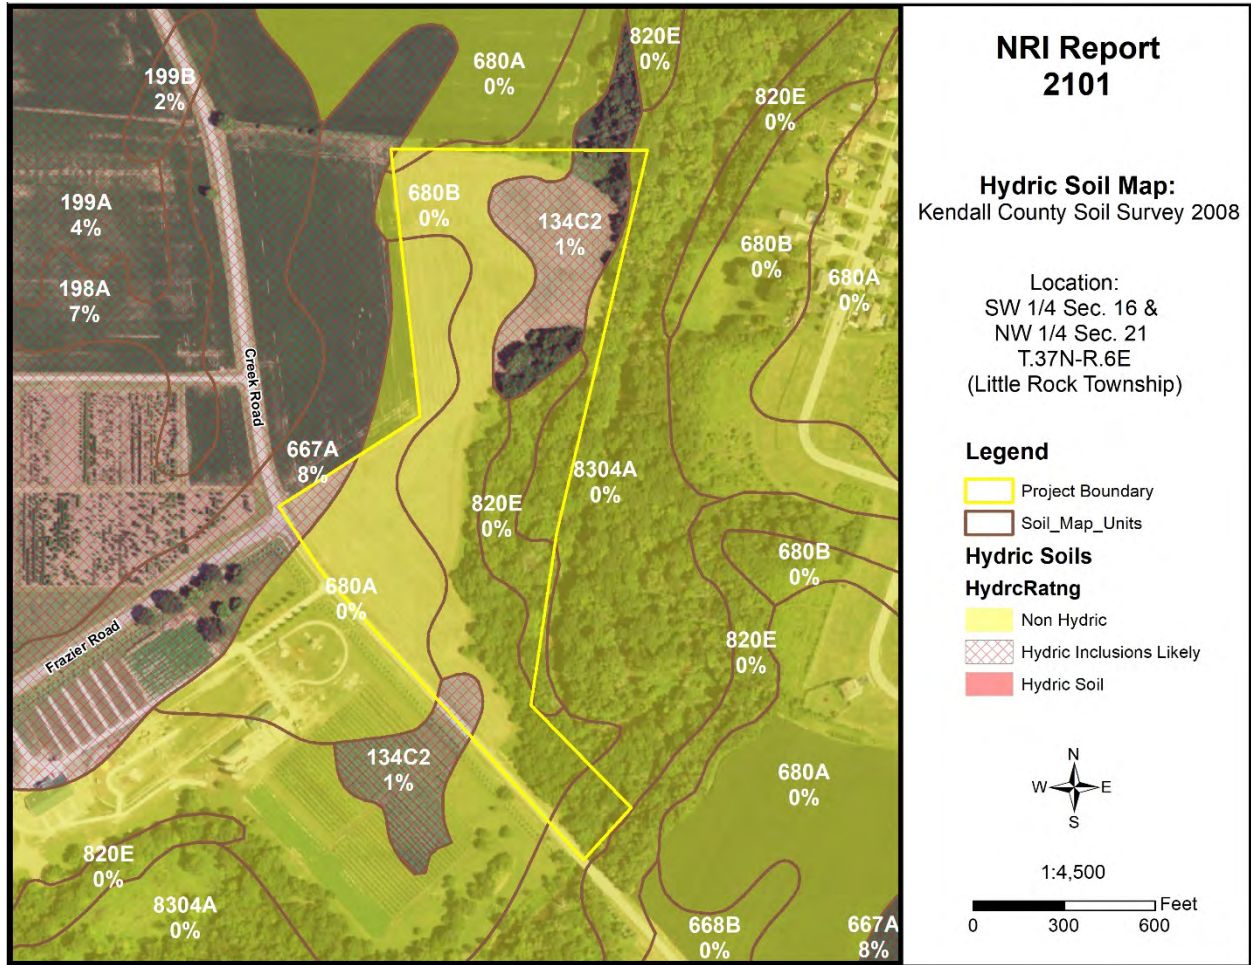 820E
0%
680A
0%
199B
2%
820E
0%
680B
0%
199A
4%
134C2
1%
680B
0%
680A
0%
198A
7%
Creek Road
667A
8%
8304A
0%
820E
0%
680B
0%
680A
0%
Frazier Road
820E
0%
134C2
1%
680A
0%
820E
0%
8304A
0%
668B
0%
667A
8%
NRI Report
2101
Hydric Soil Map:
Kendall County Soil Survey 2008
Location:
SW 1/4 Sec. 16 &
NW 1/4 Sec. 21
T.37N-R.6E
(Little Rock Township)
Legend
Project Boundary
Soil_Map_Units
Hydric Soils
HydrcRatng
Non Hydric
Hydric Inclusions Likely
Hydric Soil
N
W E
S
1:4,500
Feet
0 300 600